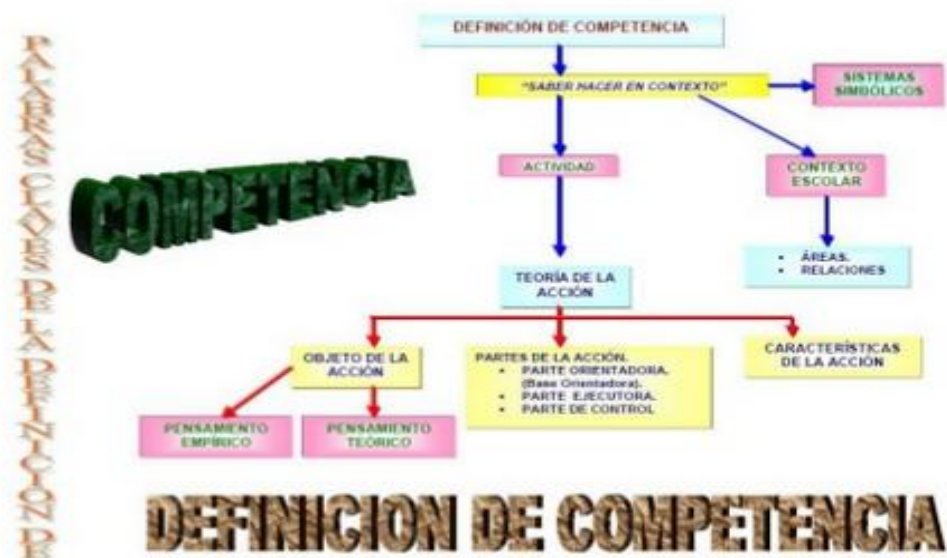 PALABRAS CLAVES DE LA DEFINICION DE
DEFINICIÓN DE COMPETENCIA
"SABER HACER EN CONTEXTO"
SISTEMAS
SIMBÓLICOS
ACTIVIDAD
CONTEXTO
ESCOLAR
COMPETENCIA
• ÁREAS.
• RELACIONES
TEORÍA DE LA
ACCIÓN
OBJETO DE LA
ACCIÓN
PARTES DE LA ACCIÓN.
• PARTE ORIENTADORA.
(Base Orientadora).
• PARTE EJECUTORA.
• PARTE DE CONTROL
CARACTERÍSTICAS
DE LA ACCIÓN
PENSAMIENTO
EMPÍRICO
PENSAMIENTO
TEÓRICO
DEFINICION DE COMPETENCIA